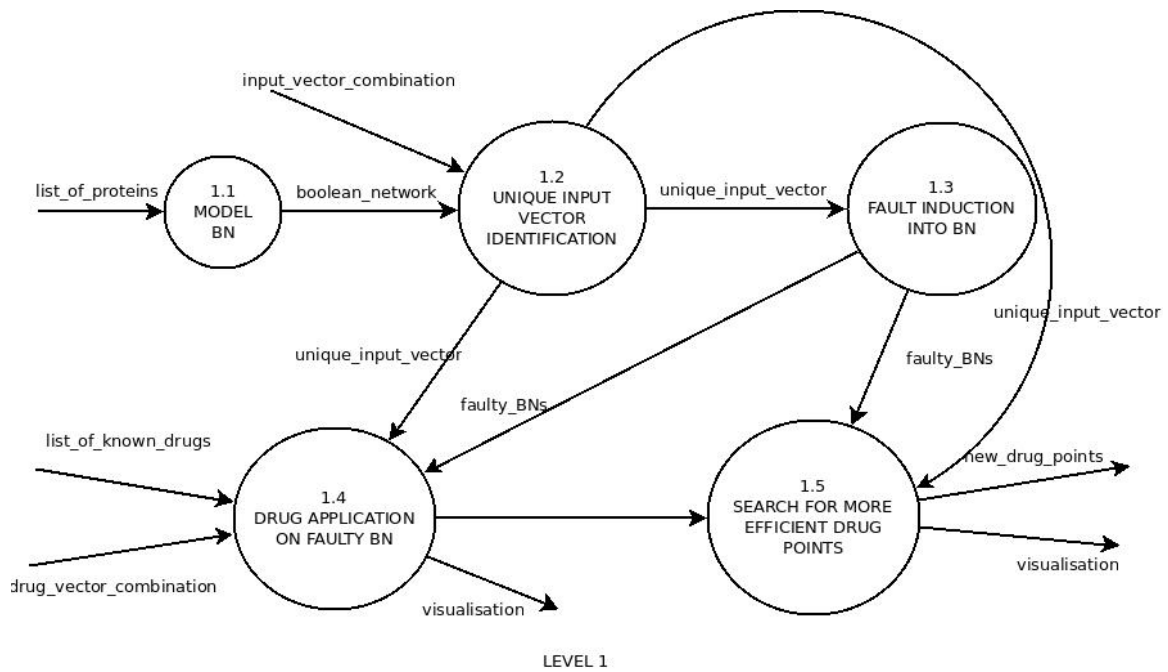 input_vector_combination
list_of_proteins
1.1
MODEL
BN
boolean_network
1.2
UNIQUE INPUT
VECTOR
IDENTIFICATION
unique_input_vector
1.3
FAULT INDUCTION
INTO BN
unique_input_vector
unique_input_vector
faulty_BNs
faulty_BNs
list_of_known_drugs
drug_vector_combination
1.4
DRUG APPLICATION
ON FAULTY BN
visualisation
1.5
SEARCH FOR MORE
EFFICIENT DRUG
POINTS
new_drug_points
visualisation
LEVEL 1